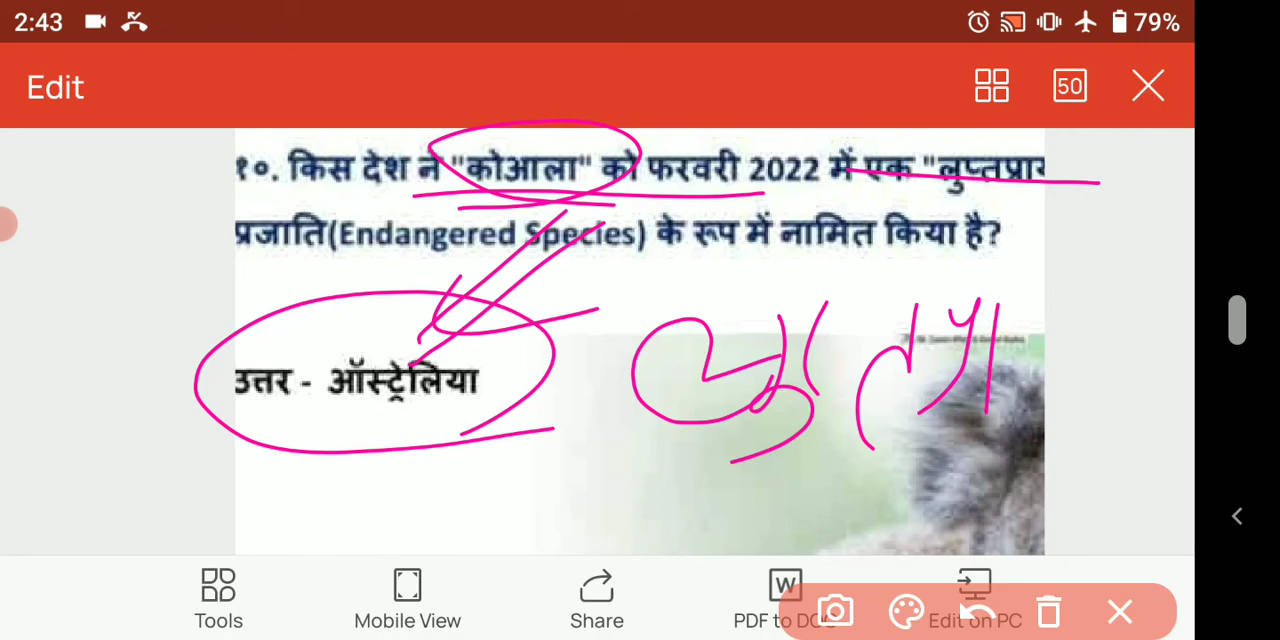 2:43 79%
Edit 50
१०. किस देश ने "कोआला" को फरवरी 2022 में एक "लुप्तप्राय
प्रजाति(Endangered Species) के रूप में नामित किया है?
उत्तर - ऑस्ट्रेलिया
W
Tools Mobile View Share PDF to DOC Edit on PC